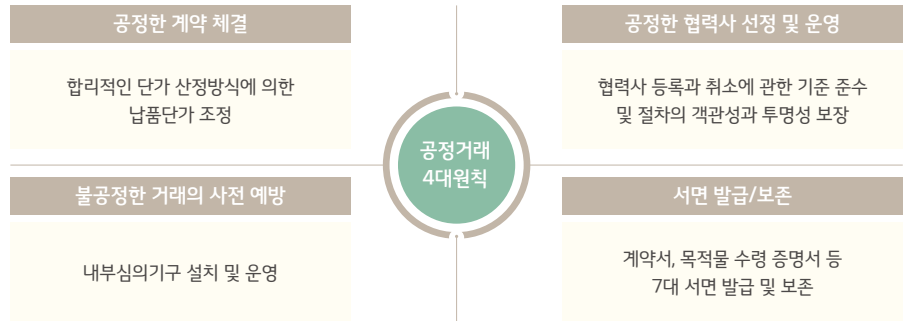 공정한 계약 체결
합리적인 단가 산정방식에 의한
납품단가 조정
공정한 협력사 선정 및 운영
협력사 등록과 취소에 관한 기준 준수
및 절차의 객관성과 투명성 보장
공정거래
4대원칙
불공정한 거래의 사전 예방
내부심의기구 설치 및 운영
서면 발급/보존
계약서, 목적물 수령 증명서 등
7대 서면 발급 및 보존